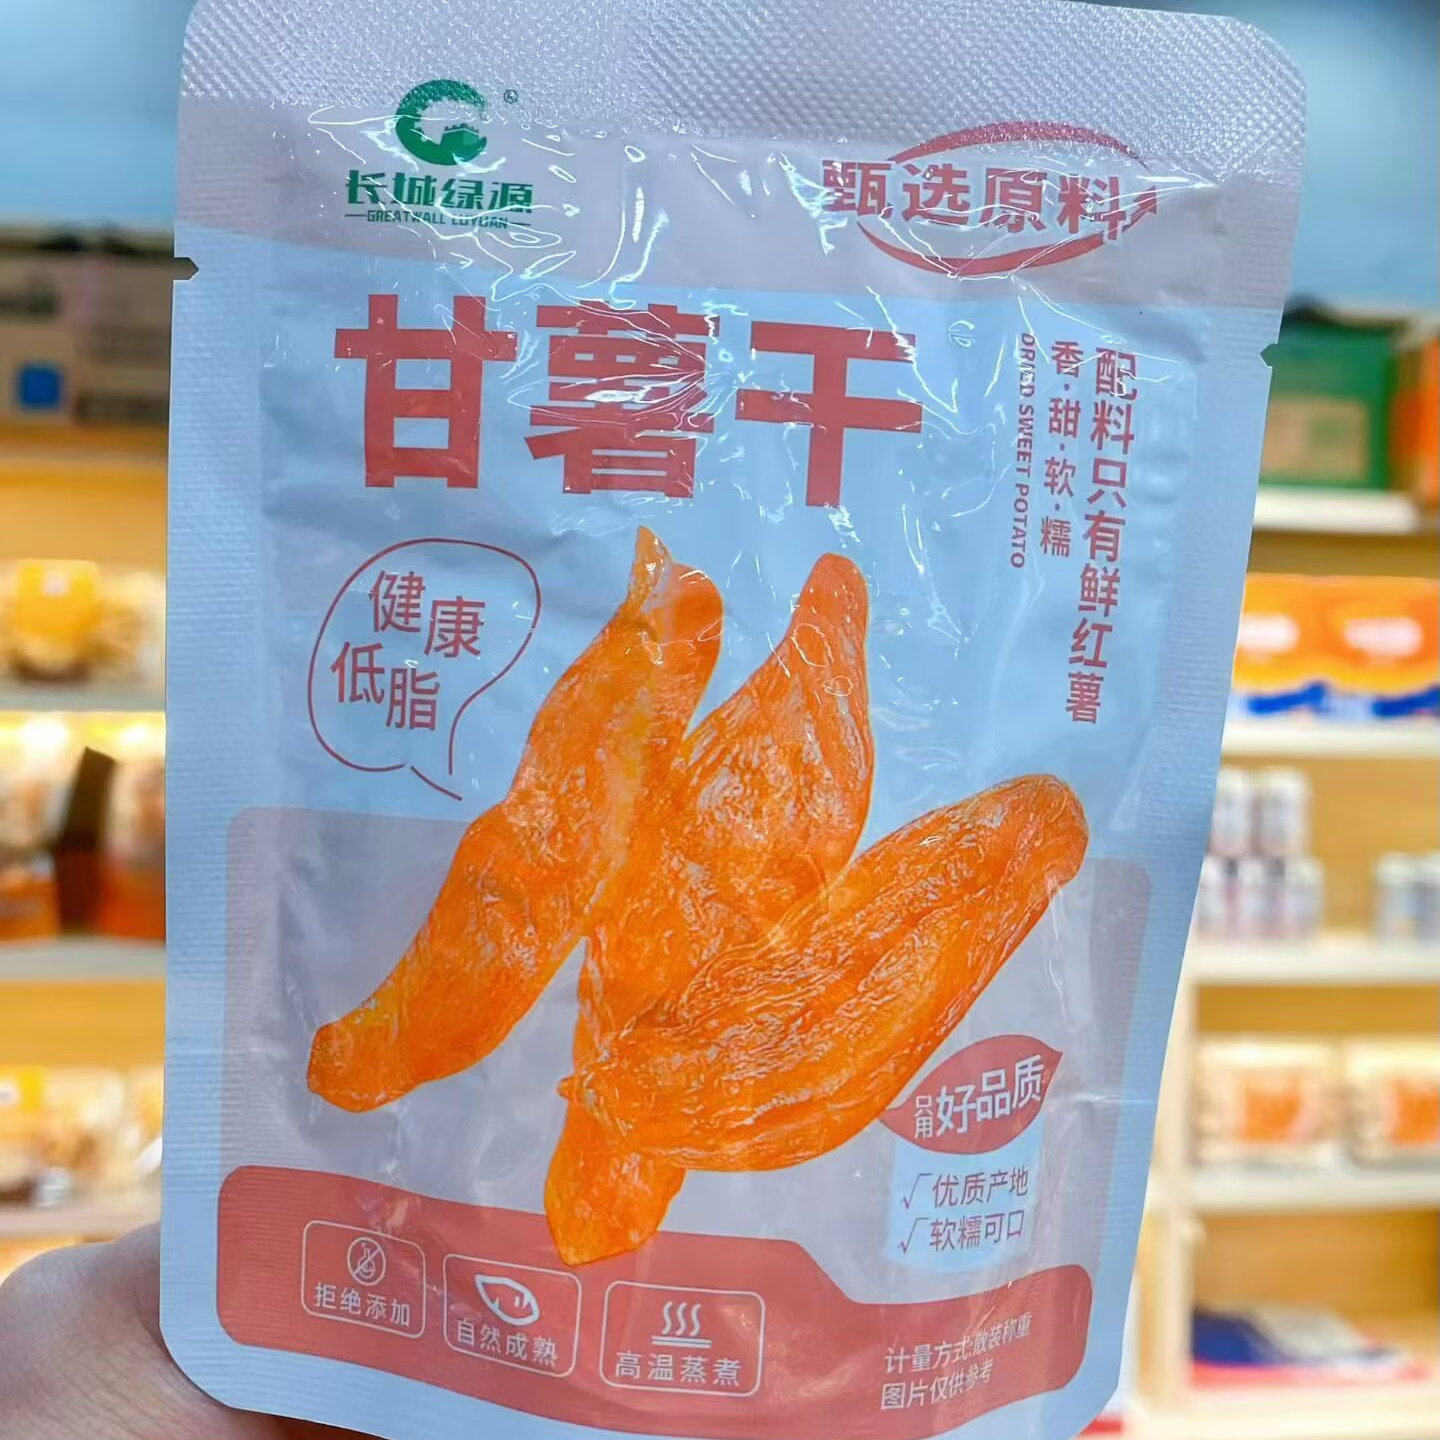 长城绿源
GREATWALL LUYUAN
甄选原料
甘薯干
配料只有鲜红薯
香·甜·软·糯
DRIED SWEET POTATO
健康
低脂
只用
好品质
√优质产地
√软糯可口
拒绝添加
自然成熟
高温蒸煮
计量方式:散装称重
图片仅供参考